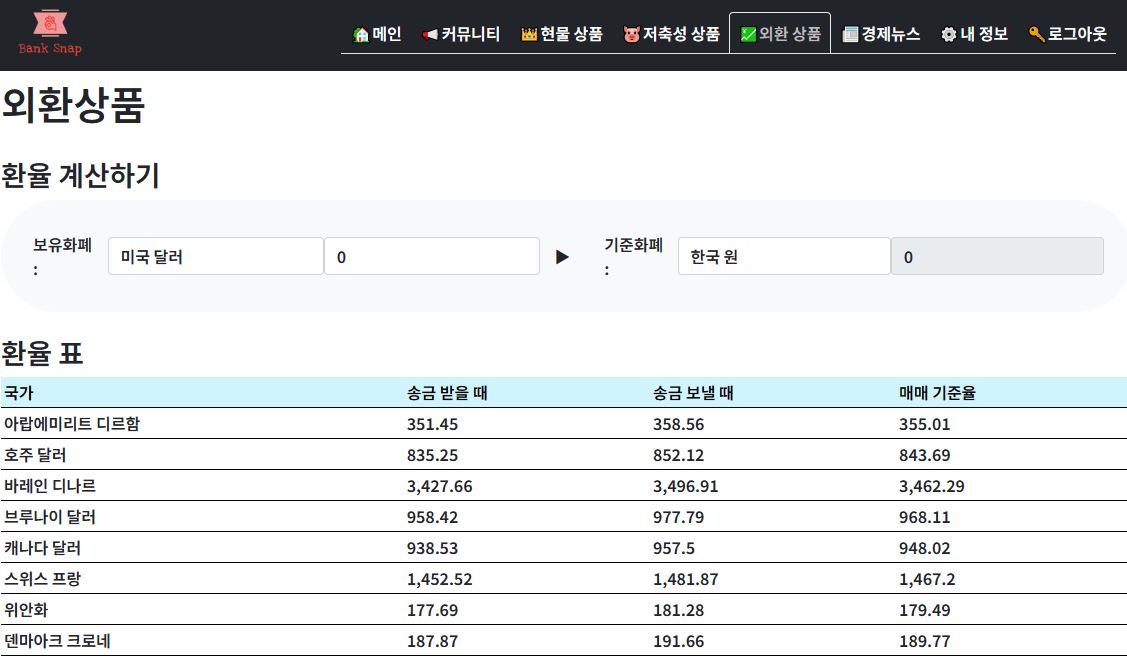 Bank Snap
메인 커뮤니티 현물 상품 저축성 상품 외환 상품 경제뉴스 내 정보 로그아웃
외환상품
환율 계산하기
보유화폐 : 미국 달러 0 ▶ 기준화폐 : 한국 원 0
환율 표
국가 송금 받을 때 송금 보낼 때 매매 기준율
아랍에미리트 디르함 351.45 358.56 355.01
호주 달러 835.25 852.12 843.69
바레인 디나르 3,427.66 3,496.91 3,462.29
브루나이 달러 958.42 977.79 968.11
캐나다 달러 938.53 957.5 948.02
스위스 프랑 1,452.52 1,481.87 1,467.2
위안화 177.69 181.28 179.49
덴마아크 크로네 187.87 191.66 189.77